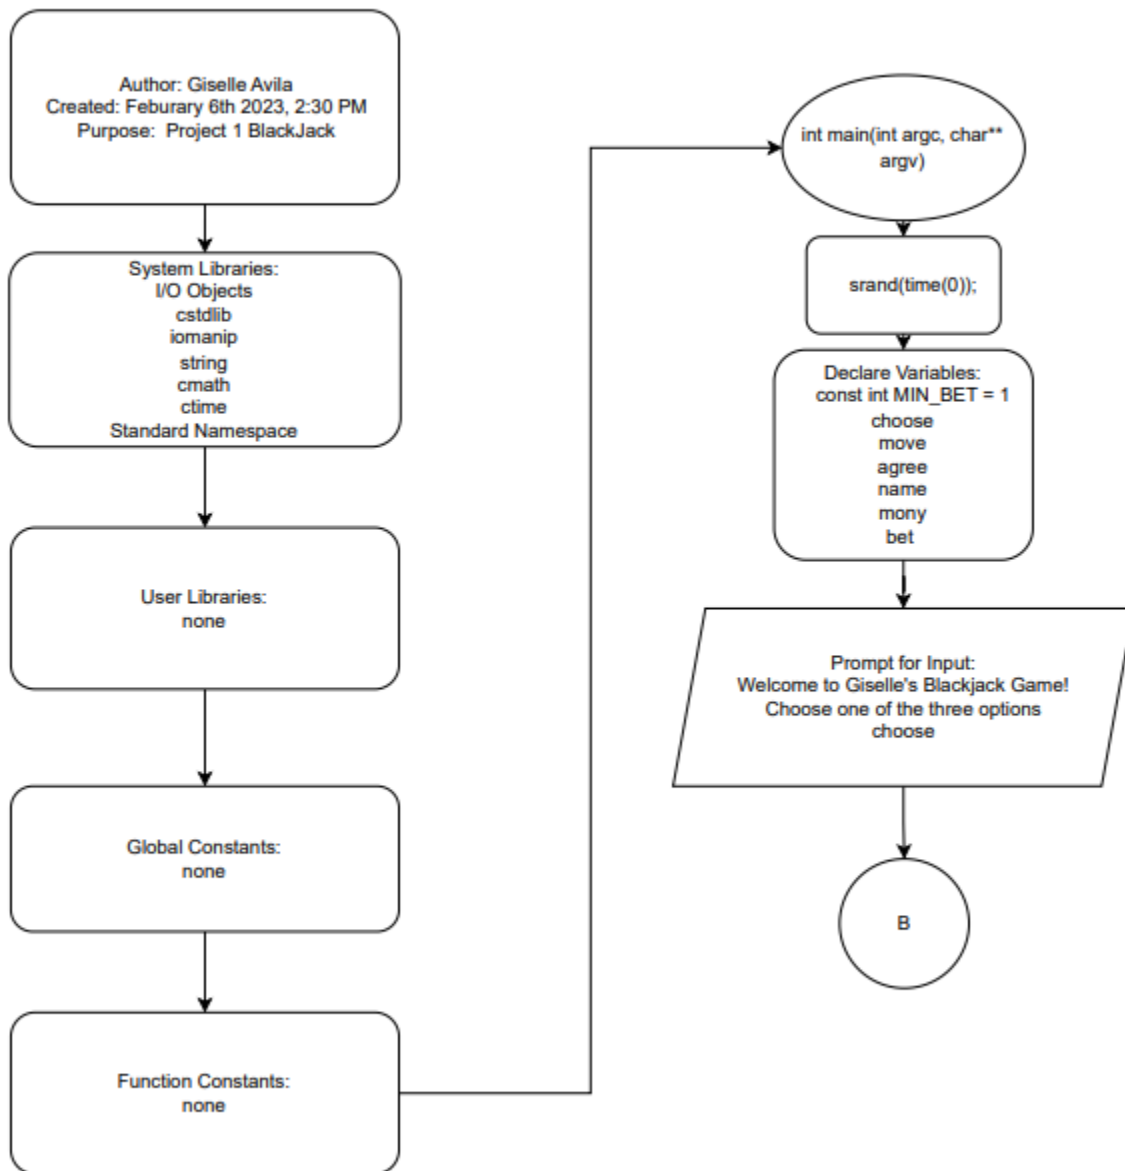 Author: Giselle Avila
Created: Feburary 6th 2023, 2:30 PM
Purpose:  Project 1 BlackJack
System Libraries:
I/O Objects
cstdlib
iomanip
string
cmath
ctime
Standard Namespace
User Libraries:
none
Global Constants:
none
Function Constants:
none
int main(int argc, char**
argv)
srand(time(0));
Declare Variables:
const int MIN_BET = 1
choose
move
agree
name
mony
bet
Prompt for Input:
Welcome to Giselle's Blackjack Game!
Choose one of the three options
choose
B